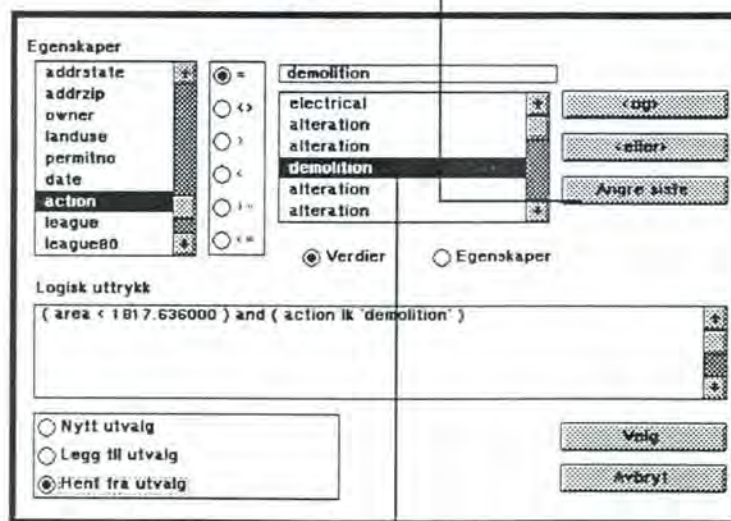 Egenskaper
addrstate
addrzip
owner
landuse
permitno
date
action
league
league80
=
<>
>
<
>=
<=
demolition
electrical
alteration
alteration
demolition
alteration
alteration
Verdier
Egenskaper
<og>
<eller>
Angre siste
Logisk uttrykk
( area < 1817.636000 ) and ( action lk 'demolition' )
Nytt utvalg
Legg til utvalg
Hent fra utvalg
Velg
Avbryt